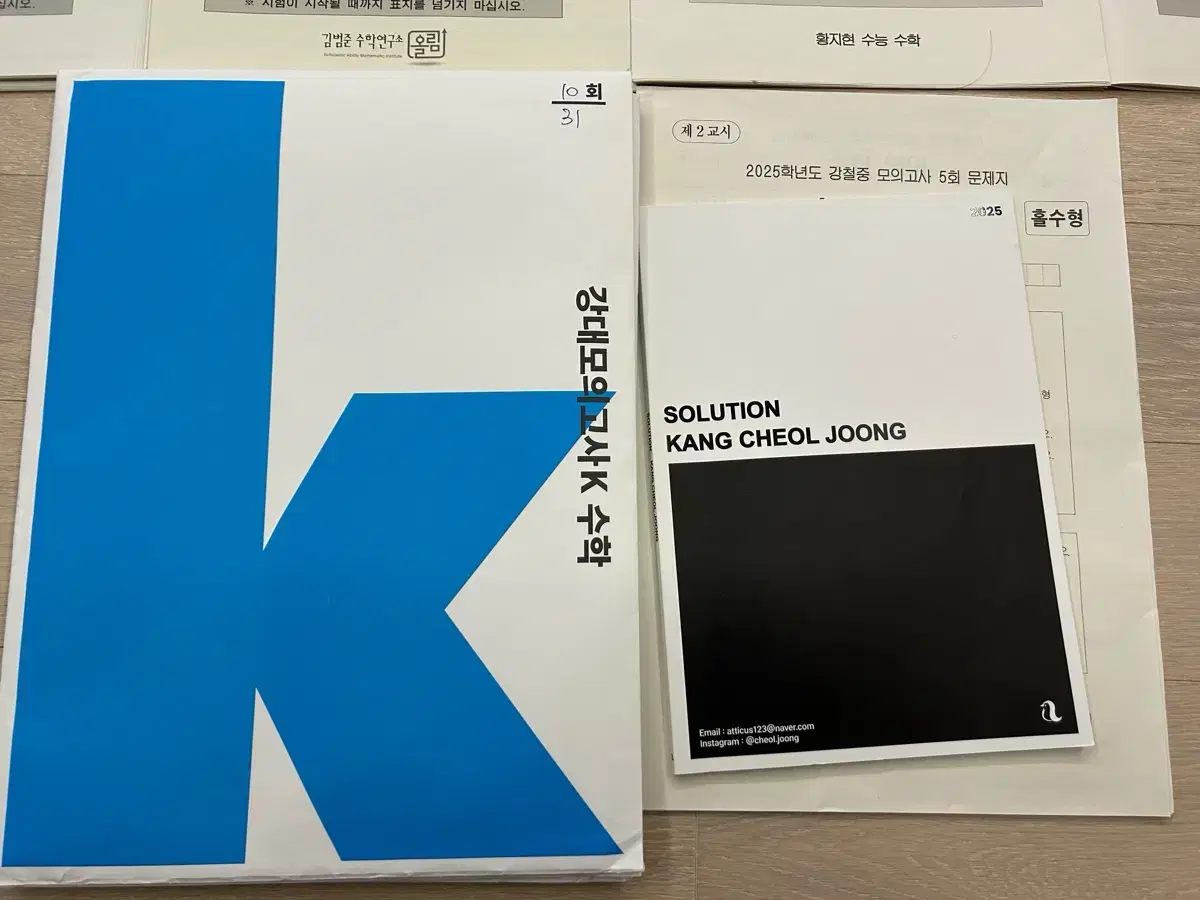 ※ 시험이 시작될 때까지 표지를 넘기지 마십시오.
김범준 수학연구소
올림
황지현 수능 수학
10 회
31
강대모의고사K 수학
제 2 교시
2025학년도 강철중 모의고사 5회 문제지
홀수형
2025
SOLUTION
KANG CHEOL JOONG
Email : atticus123@naver.com
Instagram : @cheol.joong